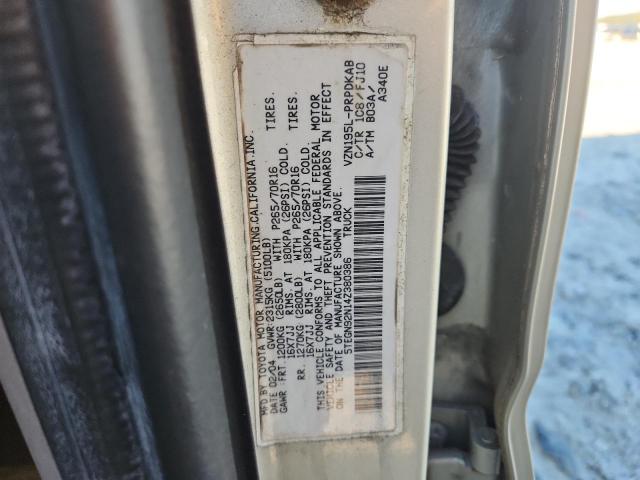 MFD BY TOYOTA MOTOR MANUFACTURING,CALIFORNIA,INC.
DATE 02/04 GVWR 2315KG (5100LB)
GAWR FRT. 1200KG (2650LB) WITH P265/70R16 TIRES.
16X7JJ RIMS. AT 180KPA (26PSI) COLD.
RR. 1270KG (2800LB) WITH P265/70R16 TIRES.
16X7JJ RIMS. AT 180KPA (26PSI) COLD.
THIS VEHICLE CONFORMS TO ALL APPLICABLE FEDERAL MOTOR
VEHICLE SAFETY AND THEFT PREVENTION STANDARDS IN EFFECT
ON THE DATE OF MANUFACTURE SHOWN ABOVE.
5TEGN92N14Z380386 TRUCK
VZN195L-PRPDKAB
C/TR 1C8/FJ10
A/TM B03A/
A340E